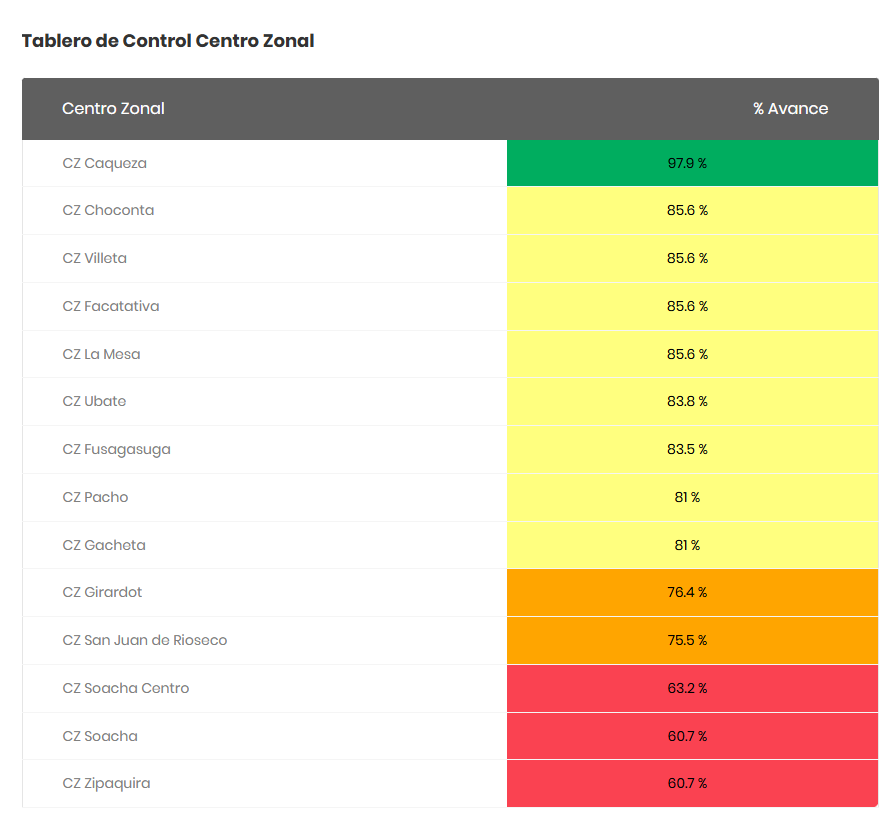 Tablero de Control Centro Zonal
Centro Zonal % Avance
CZ Caqueza 97.9 %
CZ Choconta 85.6 %
CZ Villeta 85.6 %
CZ Facatativa 85.6 %
CZ La Mesa 85.6 %
CZ Ubate 83.8 %
CZ Fusagasuga 83.5 %
CZ Pacho 81 %
CZ Gacheta 81 %
CZ Girardot 76.4 %
CZ San Juan de Rioseco 75.5 %
CZ Soacha Centro 63.2 %
CZ Soacha 60.7 %
CZ Zipaquira 60.7 %